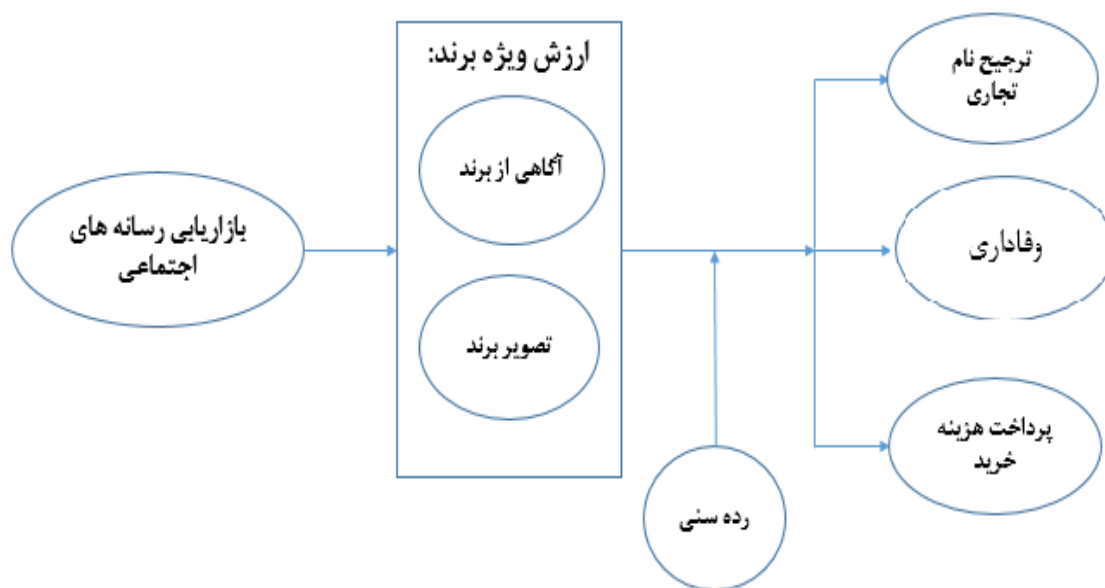 ارزش ویژه برند:
آگاهی از برند
تصویر برند
بازاریابی رسانه های
اجتماعی
ترجیح نام
تجاری
وفاداری
پرداخت هزینه
خرید
رده سنی